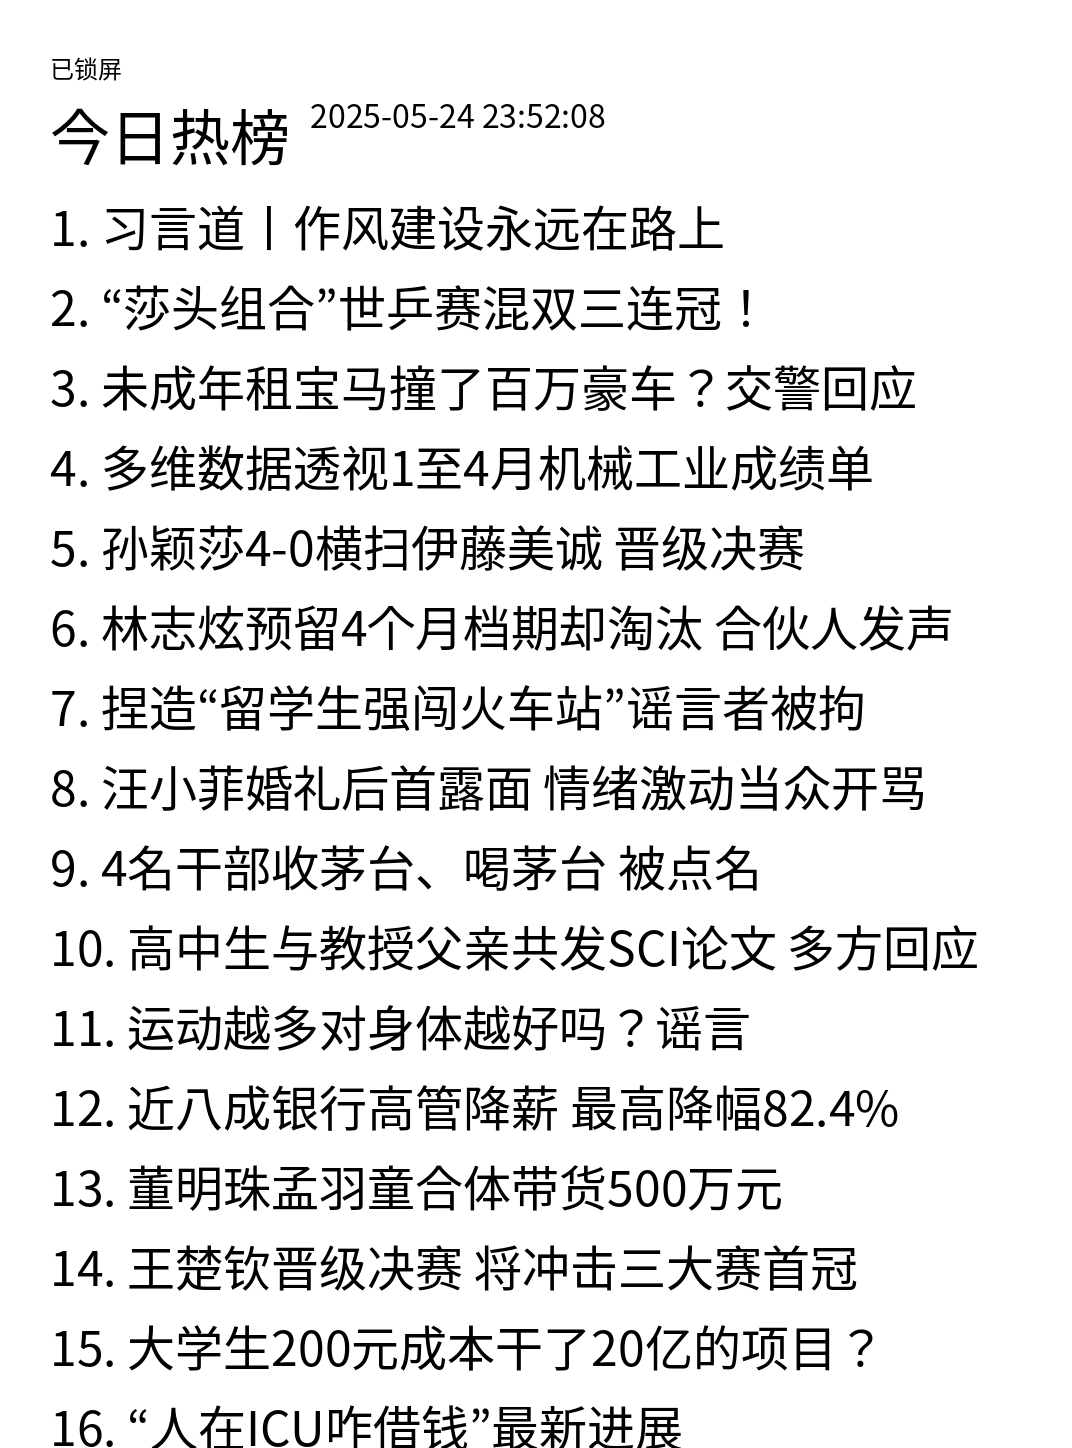 已锁屏
今日热榜 2025-05-24 23:52:08
1. 习言道丨作风建设永远在路上
2. “莎头组合”世乒赛混双三连冠！
3. 未成年租宝马撞了百万豪车？交警回应
4. 多维数据透视1至4月机械工业成绩单
5. 孙颖莎4-0横扫伊藤美诚 晋级决赛
6. 林志炫预留4个月档期却淘汰 合伙人发声
7. 捏造“留学生强闯火车站”谣言者被拘
8. 汪小菲婚礼后首露面 情绪激动当众开骂
9. 4名干部收茅台、喝茅台 被点名
10. 高中生与教授父亲共发SCI论文 多方回应
11. 运动越多对身体越好吗？谣言
12. 近八成银行高管降薪 最高降幅82.4%
13. 董明珠孟羽童合体带货500万元
14. 王楚钦晋级决赛 将冲击三大赛首冠
15. 大学生200元成本干了20亿的项目？
16. “人在ICU咋借钱”最新进展